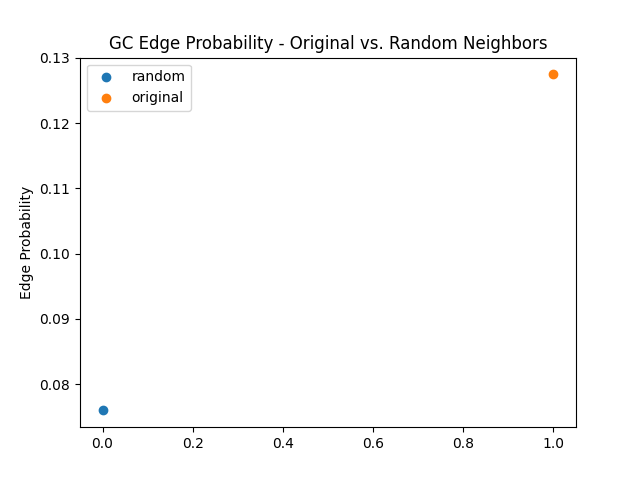 GC Edge Probability - Original vs. Random Neighbors
random
original
Edge Probability
0.13
0.12
0.11
0.10
0.09
0.08
0.0 0.2 0.4 0.6 0.8 1.0